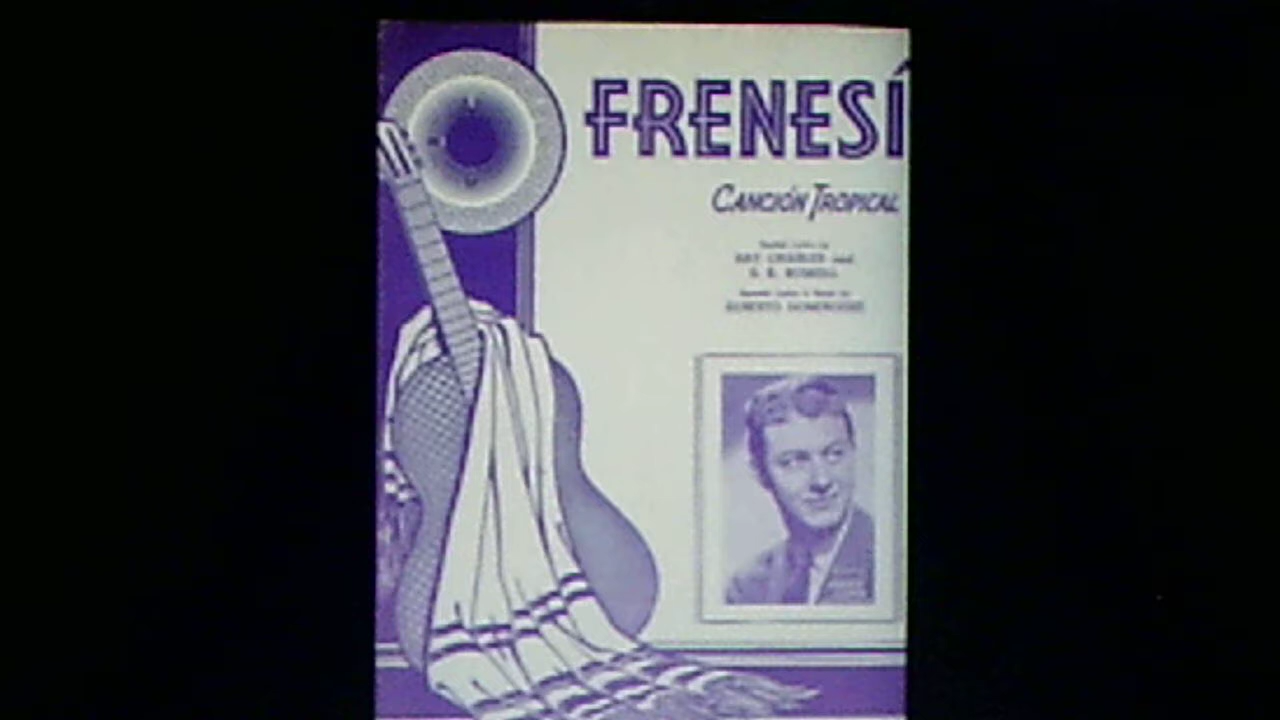 FRENESÍ
CANCIÓN TROPICAL
RAY CHARLES and
S. K. RUSSELL
ALBERTO DOMINGUEZ